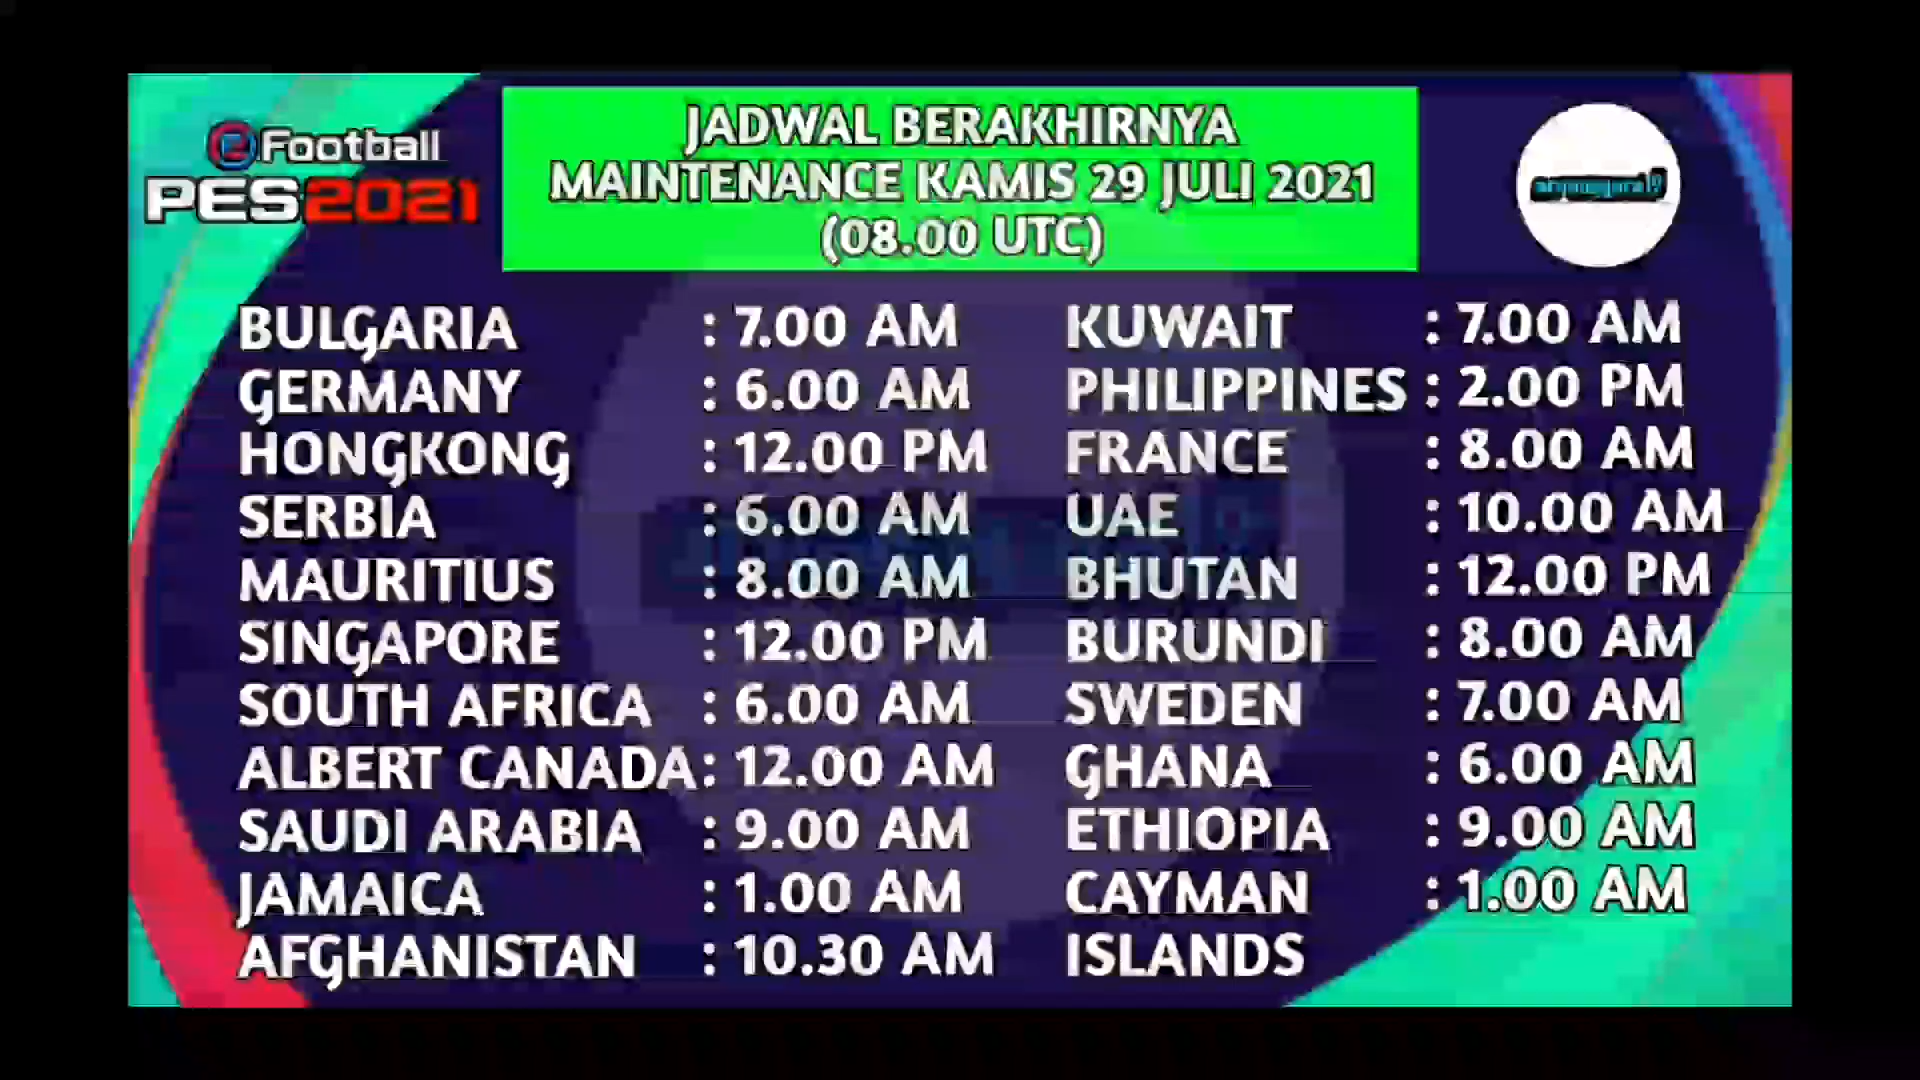 e.Football
PES2021
JADWAL BERAKHIRNYA
MAINTENANCE KAMIS 29 JULI 2021
(08.00 UTC)
BULGARIA : 7.00 AM
GERMANY : 6.00 AM
HONGKONG : 12.00 PM
SERBIA : 6.00 AM
MAURITIUS : 8.00 AM
SINGAPORE : 12.00 PM
SOUTH AFRICA : 6.00 AM
ALBERT CANADA: 12.00 AM
SAUDI ARABIA : 9.00 AM
JAMAICA : 1.00 AM
AFGHANISTAN : 10.30 AM
KUWAIT : 7.00 AM
PHILIPPINES : 2.00 PM
FRANCE : 8.00 AM
UAE : 10.00 AM
BHUTAN : 12.00 PM
BURUNDI : 8.00 AM
SWEDEN : 7.00 AM
GHANA : 6.00 AM
ETHIOPIA : 9.00 AM
CAYMAN : 1.00 AM
ISLANDS